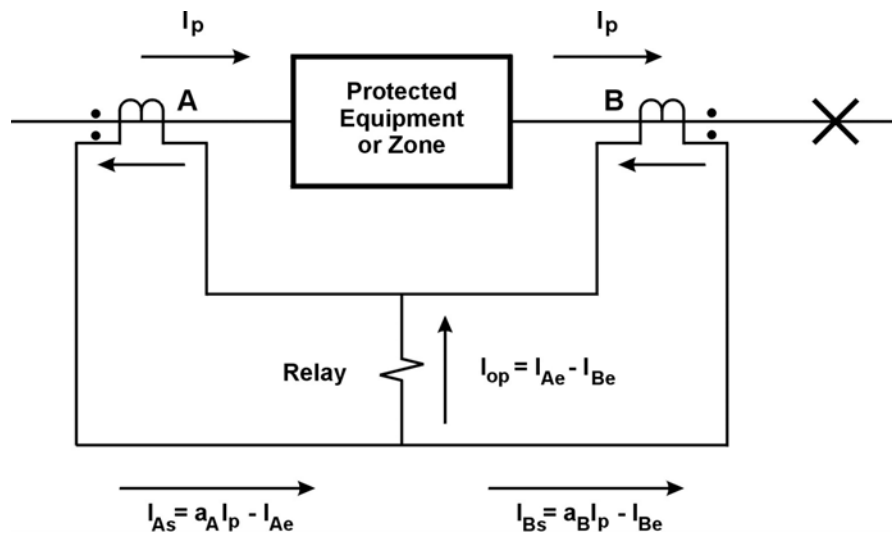 Ip
Ip
A
Protected
Equipment
or Zone
B
Relay
Iop = IAe - IBe
IAs= aAIp - IAe
IBs= aBIp - IBe